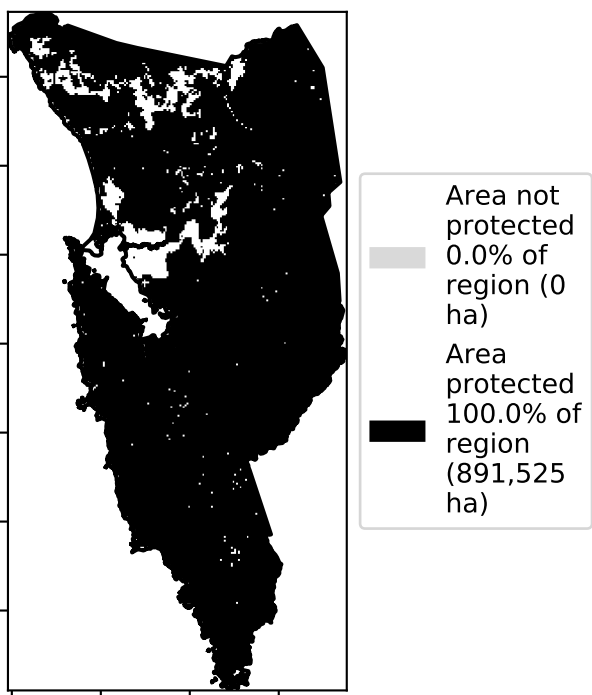 Area not
protected
0.0% of
region (0
ha)
Area
protected
100.0% of
region
(891,525
ha)